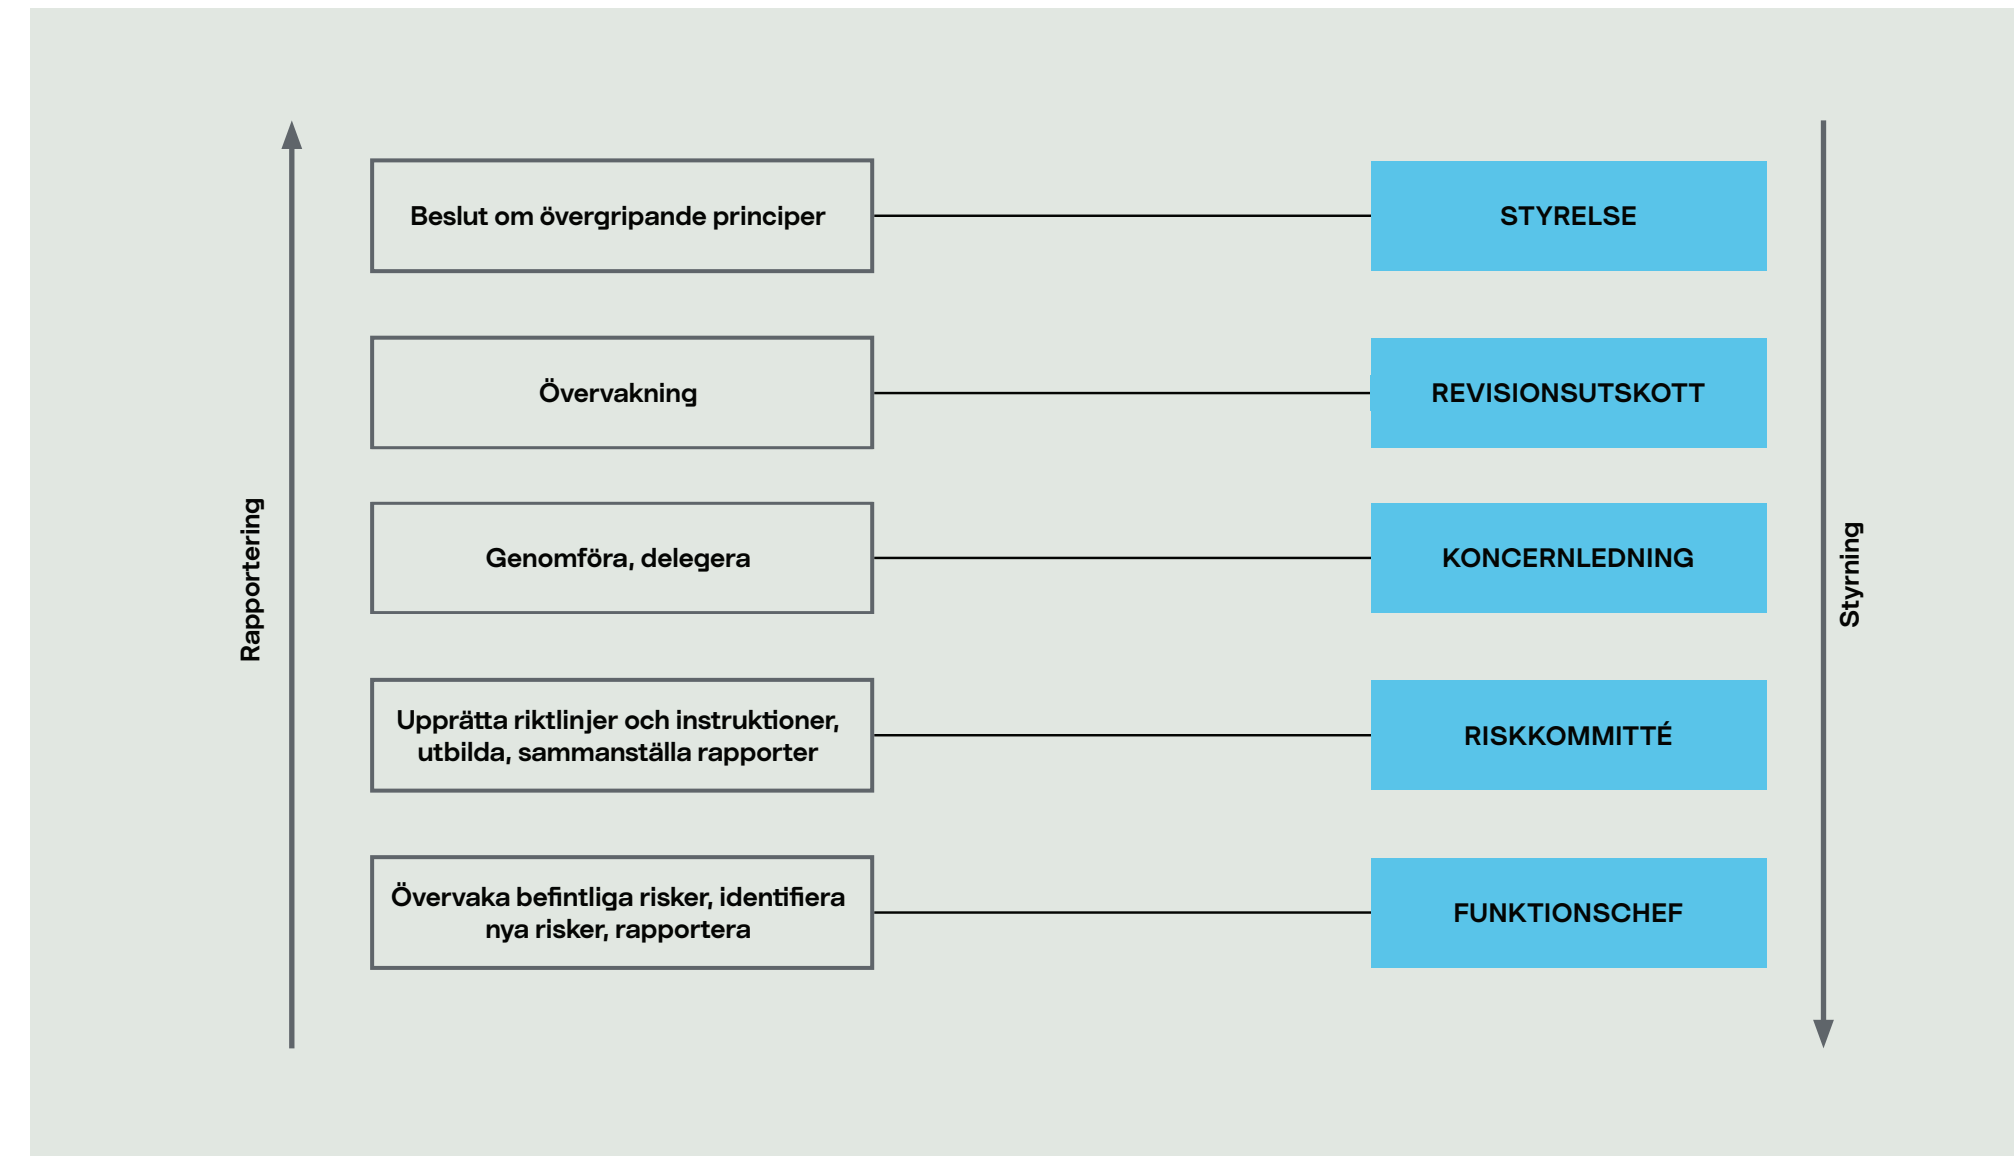 Beslut om övergripande principer
STYRELSE
Övervakning
REVISIONSUTSKOTT
Rapportering
Genomföra, delegera
KONCERNLEDNING
Styrning
Upprätta riktlinjer och instruktioner,
utbilda, sammanställa rapporter
RISKKOMMITTÉ
Övervaka befintliga risker, identifiera
nya risker, rapportera
FUNKTIONSCHEF